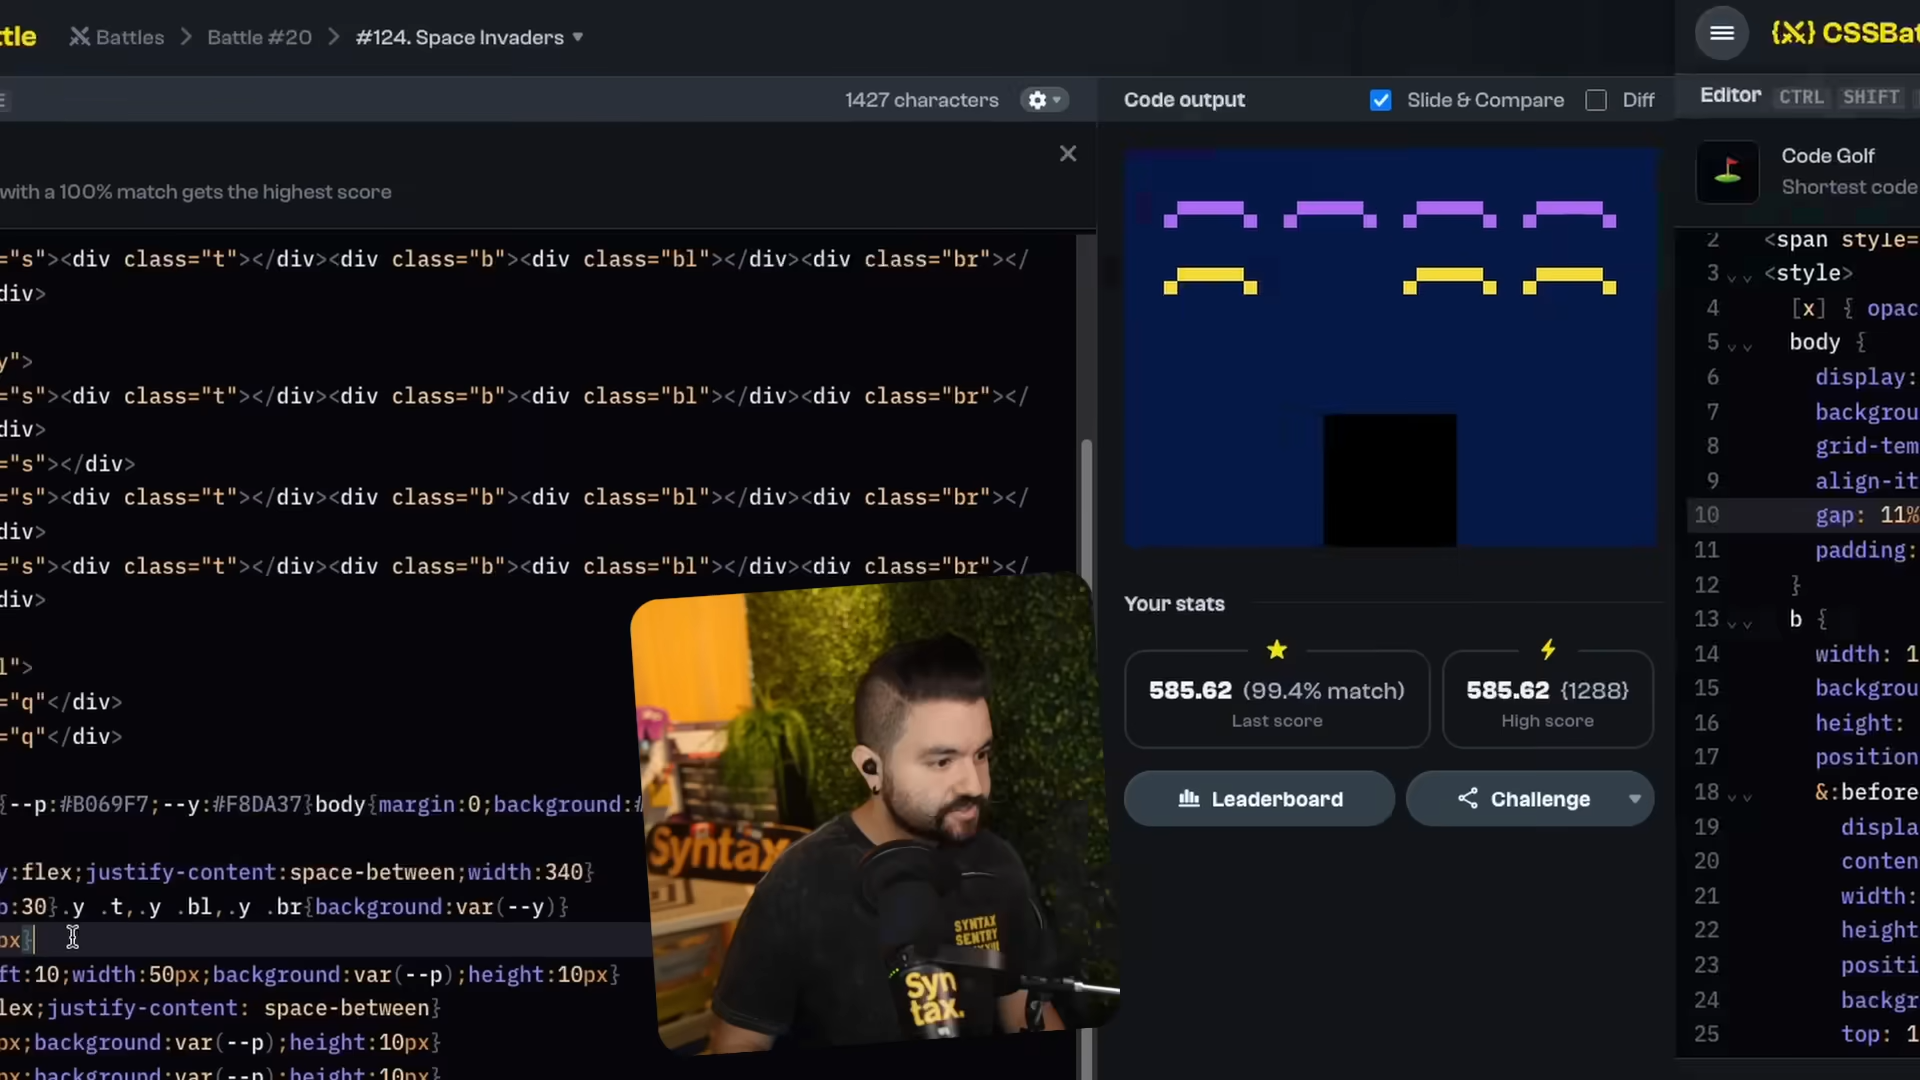 tle Battles > Battle #20 > #124. Space Invaders
1427 characters
with a 100% match gets the highest score
="s"><div class="t"></div><div class="b"><div class="bl"></div><div class="br"></
div>
y">
="s"><div class="t"></div><div class="b"><div class="bl"></div><div class="br"></
div>
="s"></div>
="s"><div class="t"></div><div class="b"><div class="bl"></div><div class="br"></
div>
="s"><div class="t"></div><div class="b"><div class="bl"></div><div class="br"></
div>
l">
="q"</div>
="q"</div>
{--p:#B069F7;--y:#F8DA37}body{margin:0;background:#
y:flex;justify-content:space-between;width:340}
p:30}.y .t,.y .bl,.y .br{background:var(--y)}
px}
ft:10;width:50px;background:var(--p);height:10px}
lex;justify-content: space-between}
px;background:var(--p);height:10px}
px;background:var(--p);height:10px}
Code output
Slide & Compare
Diff
Your stats
585.62 (99.4% match)
Last score
585.62 {1288}
High score
Leaderboard
Challenge
Syntax
SYNTAX
SENTRY
Syn
tax.
{X} CSSBat
Editor CTRL SHIFT
Code Golf
Shortest code
2 <span style=
3 <style>
4 [x] { opac
5 body {
6 display:
7 backgrou
8 grid-tem
9 align-it
10 gap: 11%
11 padding:
12 }
13 b {
14 width: 1
15 backgrou
16 height:
17 position
18 &:before
19 displa
20 conten
21 width:
22 height
23 positi
24 backgr
25 top: 1